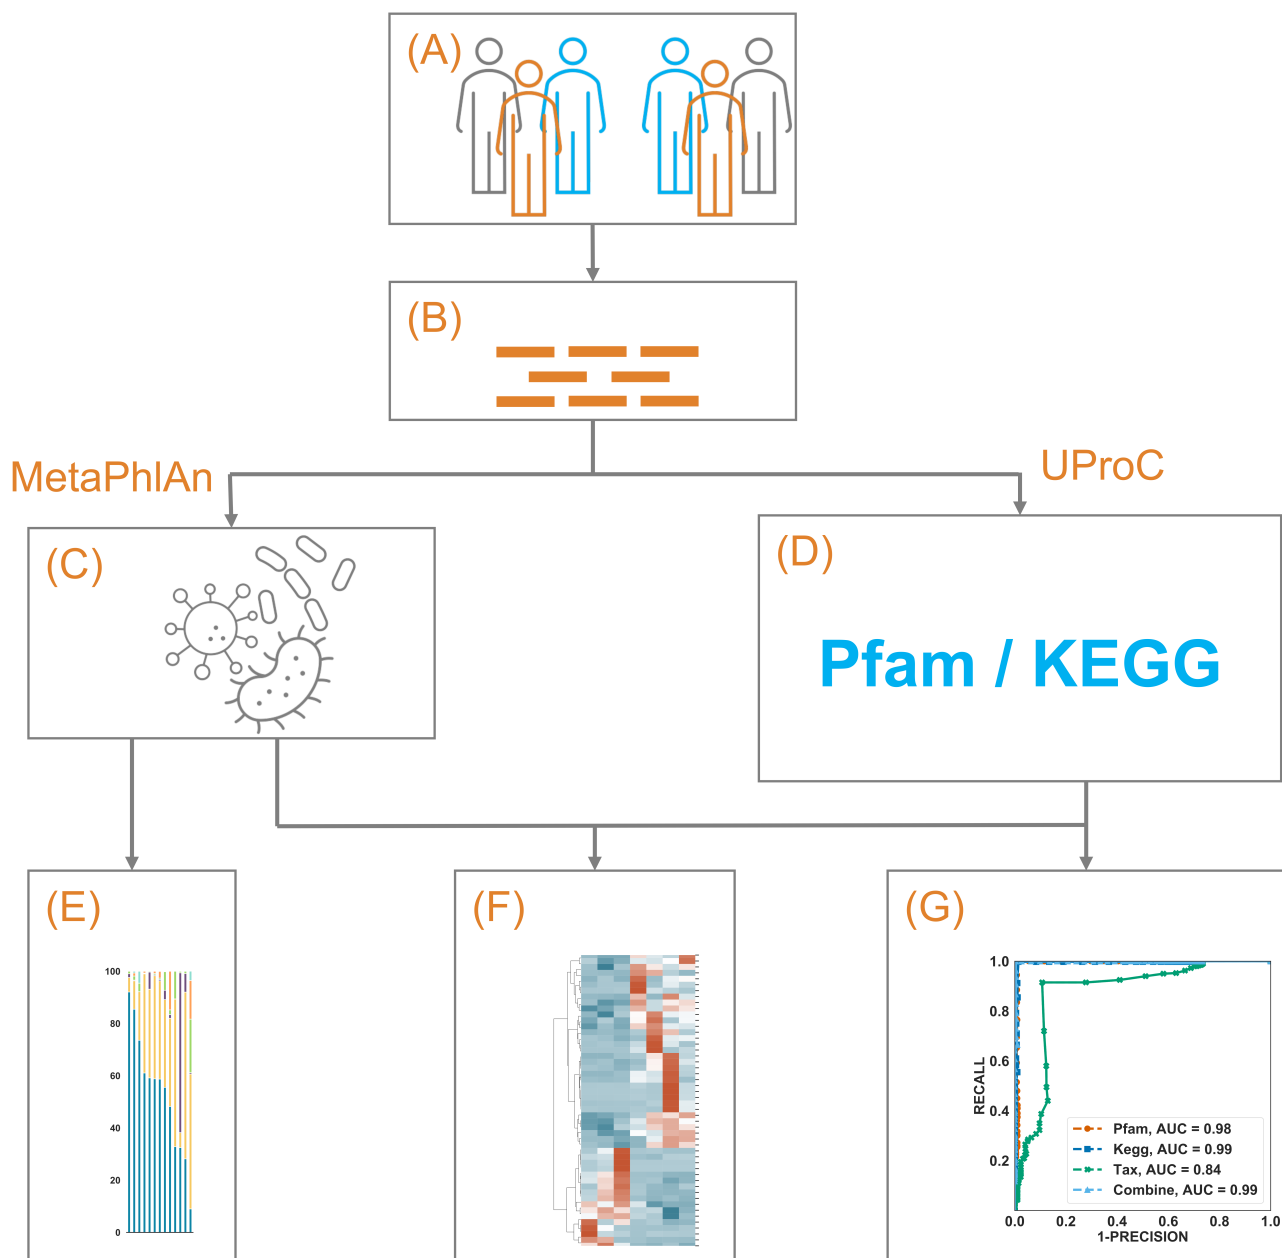 (A)
(B)
MetaPhlAn
UProC
(C)
(D)
Pfam / KEGG
(E)
100
80
60
40
20
0
(F)
(G)
1.0
0.8
0.6
0.4
0.2
RECALL
Pfam, AUC = 0.98
Kegg, AUC = 0.99
Tax, AUC = 0.84
Combine, AUC = 0.99
0.0 0.2 0.4 0.6 0.8 1.0
1-PRECISION